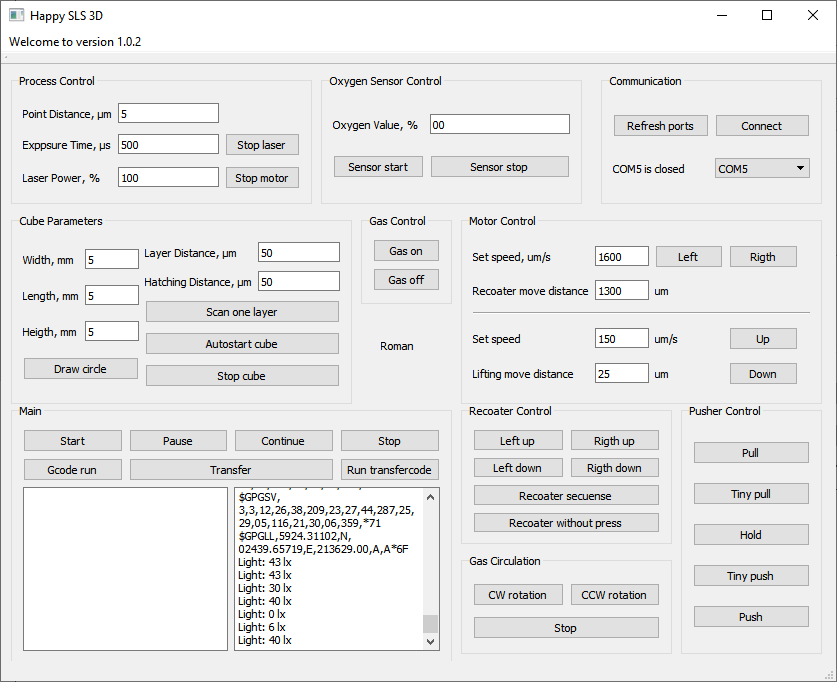 Happy SLS 3D
Welcome to version 1.0.2
Process Control
Point Distance, µm 5
Exppsure Time, µs 500 Stop laser
Laser Power, % 100 Stop motor
Oxygen Sensor Control
Oxygen Value, % 00
Sensor start Sensor stop
Communication
Refresh ports Connect
COM5 is closed COM5
Cube Parameters
Width, mm 5
Length, mm 5
Heigth, mm 5
Draw circle
Layer Distance, µm 50
Hatching Distance, µm 50
Scan one layer
Autostart cube
Stop cube
Gas Control
Gas on
Gas off
Roman
Motor Control
Set speed, um/s 1600 Left Rigth
Recoater move distance 1300 um
Set speed 150 um/s Up
Lifting move distance 25 um Down
Main
Start Pause Continue Stop
Gcode run Transfer Run transfercode
$GPGSV,
3,3,12,26,38,209,23,27,44,287,25,
29,05,116,21,30,06,359,*71
$GPGLL,5924.31102,N,
02439.65719,E,213629.00,A,A*6F
Light: 43 lx
Light: 43 lx
Light: 30 lx
Light: 40 lx
Light: 0 lx
Light: 6 lx
Light: 40 lx
Recoater Control
Left up Rigth up
Left down Rigth down
Recoater secuense
Recoater without press
Gas Circulation
CW rotation CCW rotation
Stop
Pusher Control
Pull
Tiny pull
Hold
Tiny push
Push